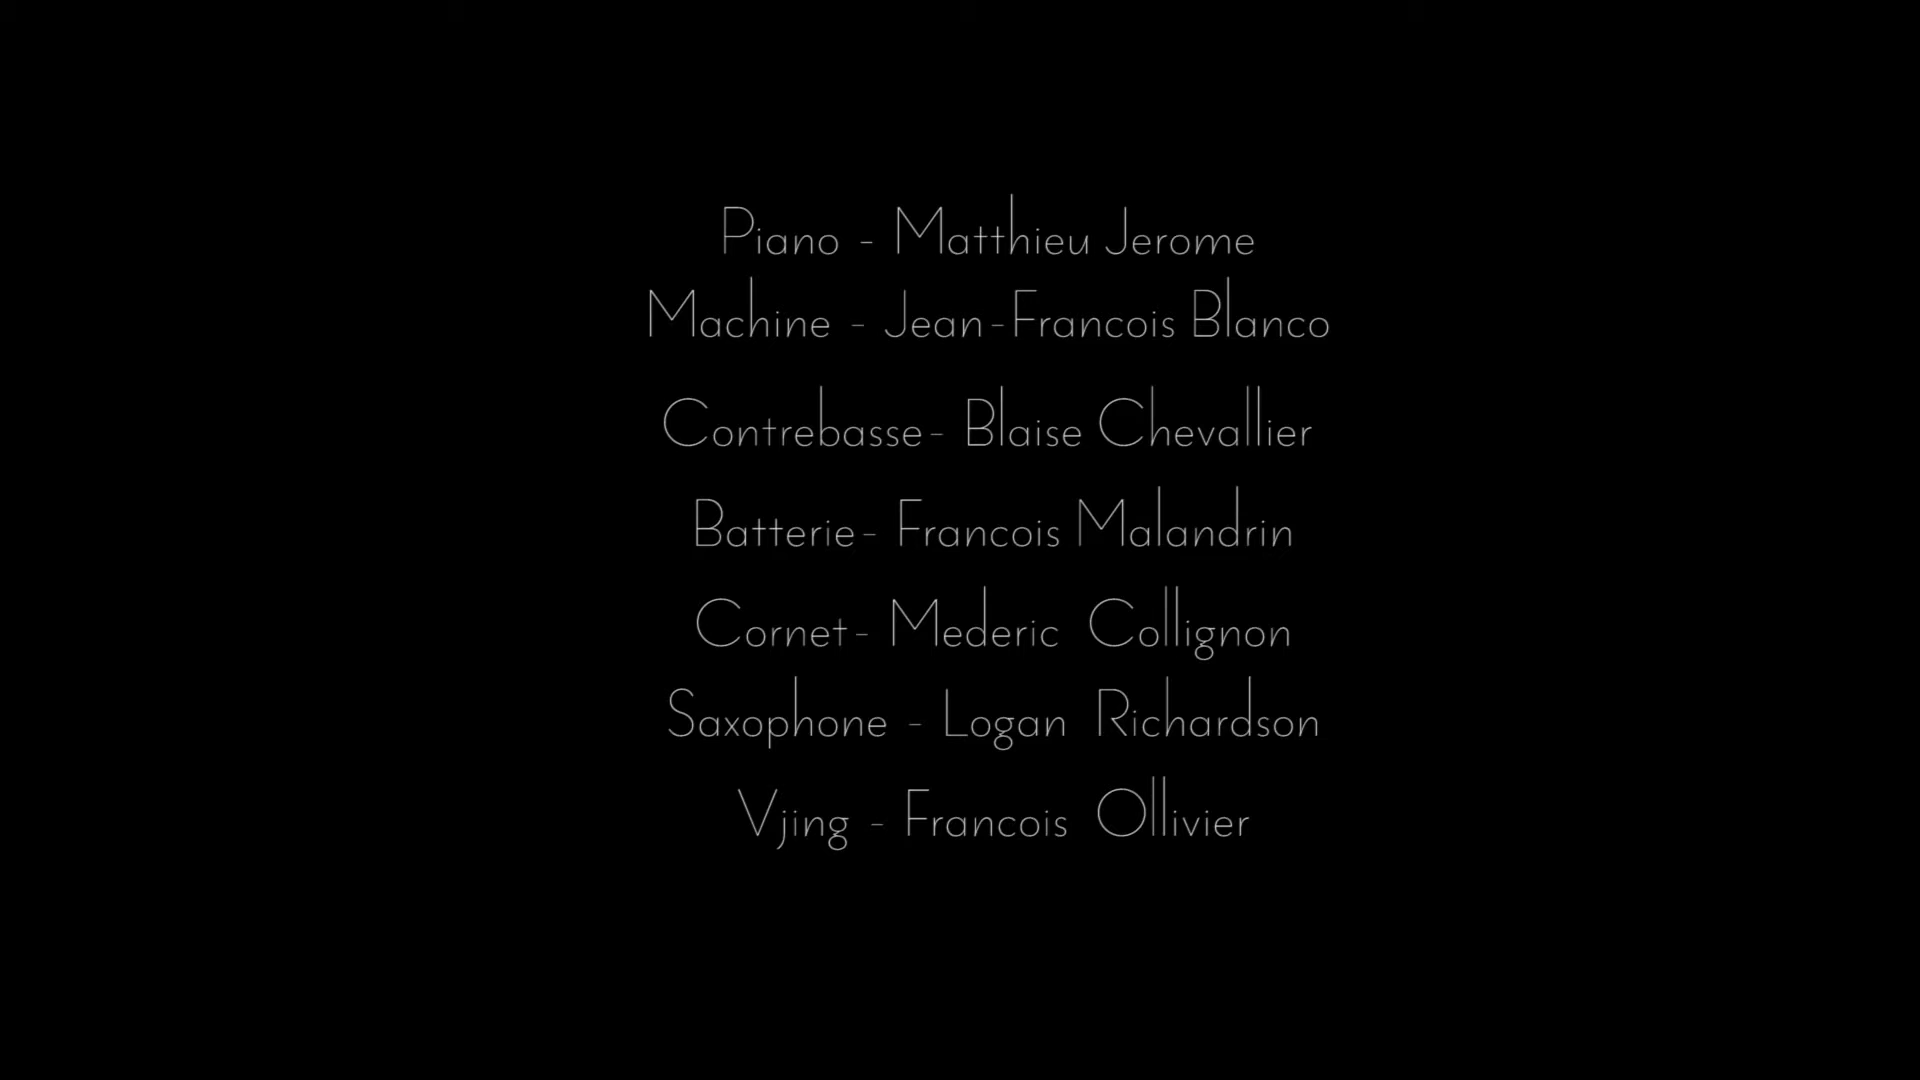 Piano - Matthieu Jerome
Machine - Jean-Francois Blanco
Contrebasse- Blaise Chevallier
Batterie- Francois Malandrin
Cornet- Mederic Collignon
Saxophone - Logan Richardson
Vjing - Francois Ollivier